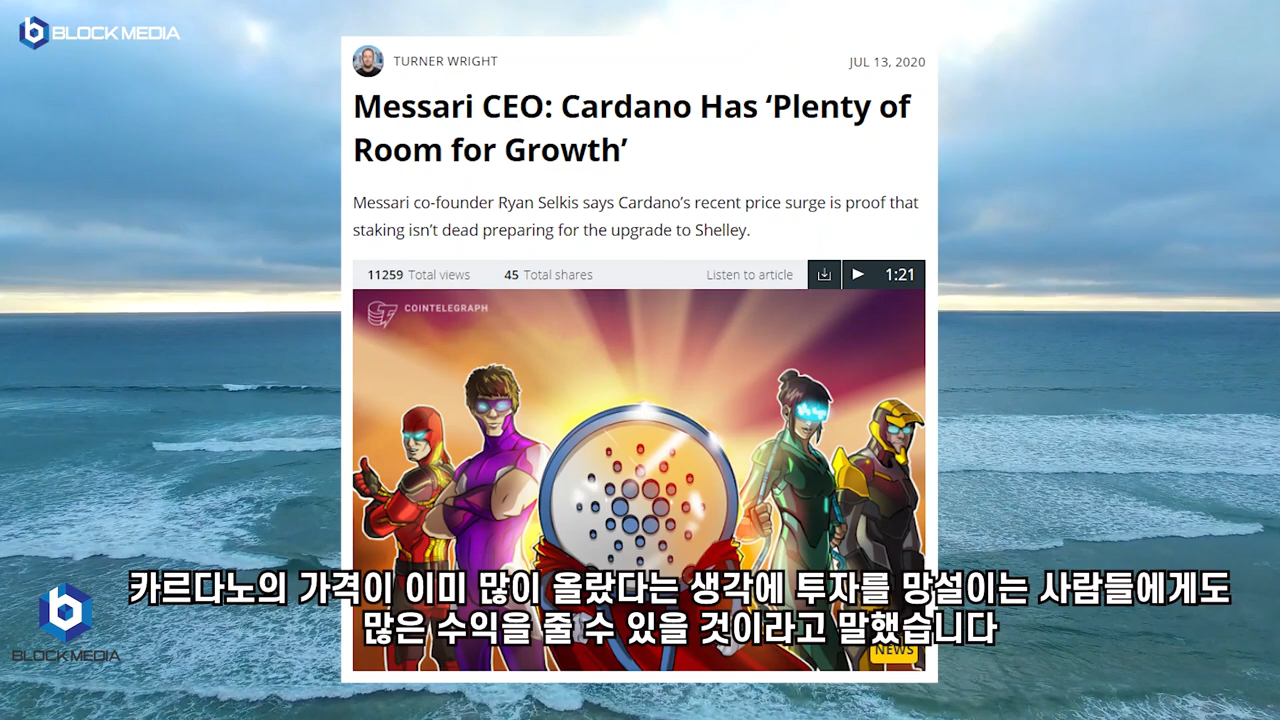 BLOCK MEDIA
TURNER WRIGHT
JUL 13, 2020
Messari CEO: Cardano Has ‘Plenty of
Room for Growth’
Messari co-founder Ryan Selkis says Cardano’s recent price surge is proof that
staking isn’t dead preparing for the upgrade to Shelley.
11259 Total views 45 Total shares Listen to article 1:21
COINTELEGRAPH
카르다노의 가격이 이미 많이 올랐다는 생각에 투자를 망설이는 사람들에게도
많은 수익을 줄 수 있을 것이라고 말했습니다
NEWS
BLOCK MEDIA